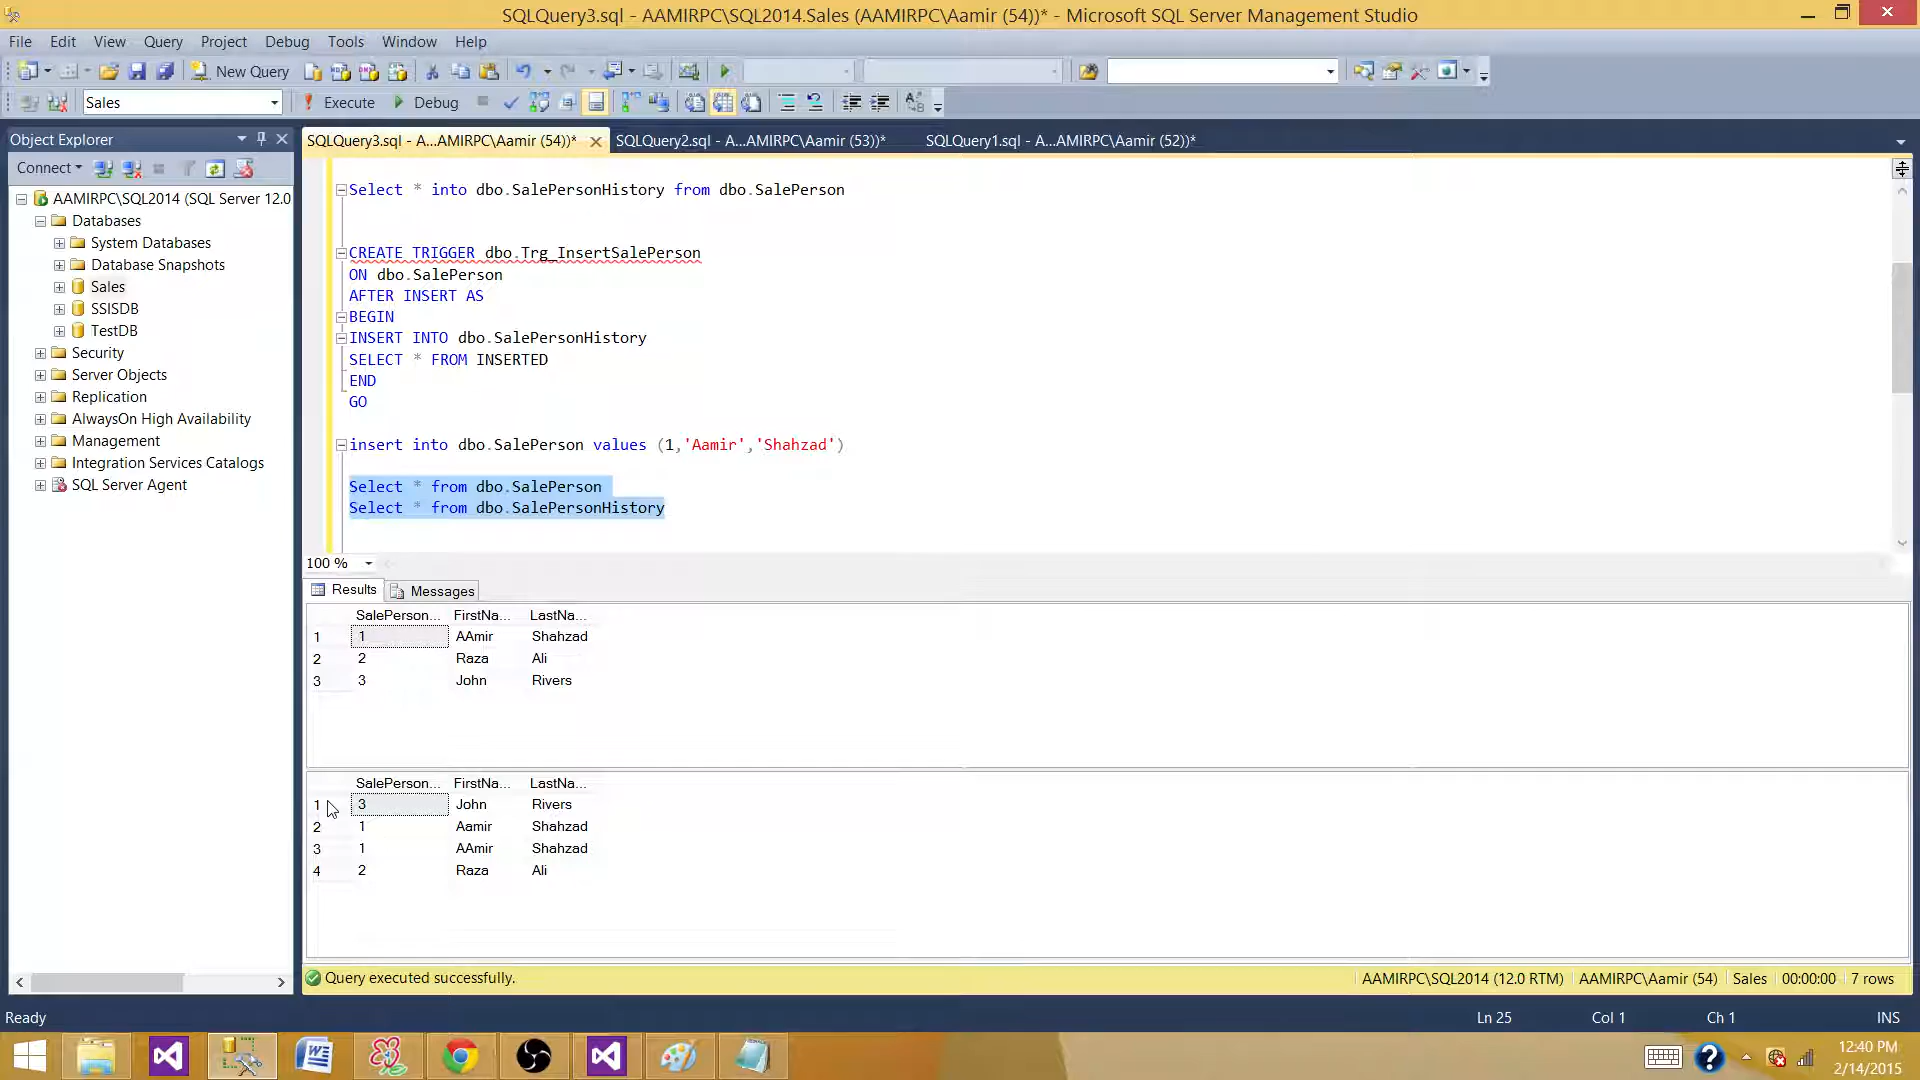 SQLQuery3.sql - AAMIRPC\SQL2014.Sales (AAMIRPC\Aamir (54))* - Microsoft SQL Server Management Studio
File Edit View Query Project Debug Tools Window Help
New Query
Sales Execute Debug
Object Explorer
SQLQuery3.sql - A...AMIRPC\Aamir (54))* SQLQuery2.sql - A...AMIRPC\Aamir (53))* SQLQuery1.sql - A...AMIRPC\Aamir (52))*
Connect
AAMIRPC\SQL2014 (SQL Server 12.0
Databases
System Databases
Database Snapshots
Sales
SSISDB
TestDB
Security
Server Objects
Replication
AlwaysOn High Availability
Management
Integration Services Catalogs
SQL Server Agent
Select * into dbo.SalePersonHistory from dbo.SalePerson
CREATE TRIGGER dbo.Trg_InsertSalePerson
ON dbo.SalePerson
AFTER INSERT AS
BEGIN
INSERT INTO dbo.SalePersonHistory
SELECT * FROM INSERTED
END
GO
insert into dbo.SalePerson values (1,'Aamir','Shahzad')
Select * from dbo.SalePerson
Select * from dbo.SalePersonHistory
100 %
Results Messages
SalePerson... FirstNa... LastNa...
1 1 AAmir Shahzad
2 2 Raza Ali
3 3 John Rivers
SalePerson... FirstNa... LastNa...
1 3 John Rivers
2 1 Aamir Shahzad
3 1 AAmir Shahzad
4 2 Raza Ali
Query executed successfully. AAMIRPC\SQL2014 (12.0 RTM) AAMIRPC\Aamir (54) Sales 00:00:00 7 rows
Ready Ln 25 Col 1 Ch 1 INS
12:40 PM
2/14/2015